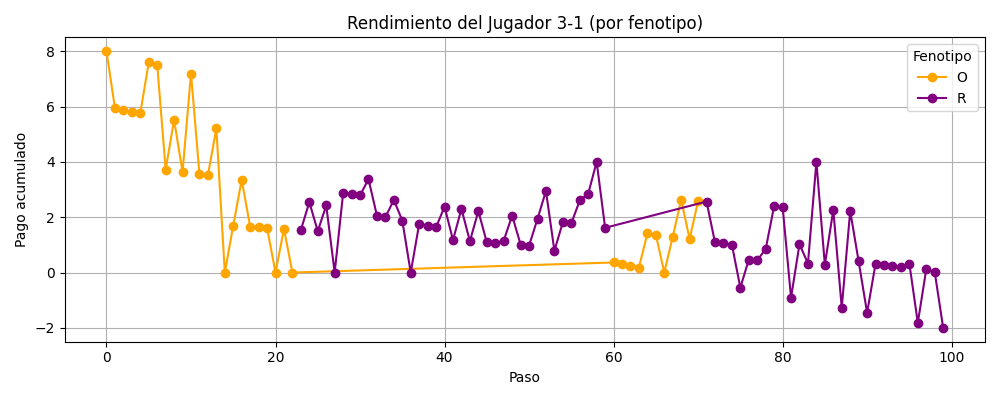 Rendimiento del Jugador 3-1 (por fenotipo)
Pago acumulado
8
6
4
2
0
−2
0
20
40
60
80
100
Paso
Fenotipo
O
R